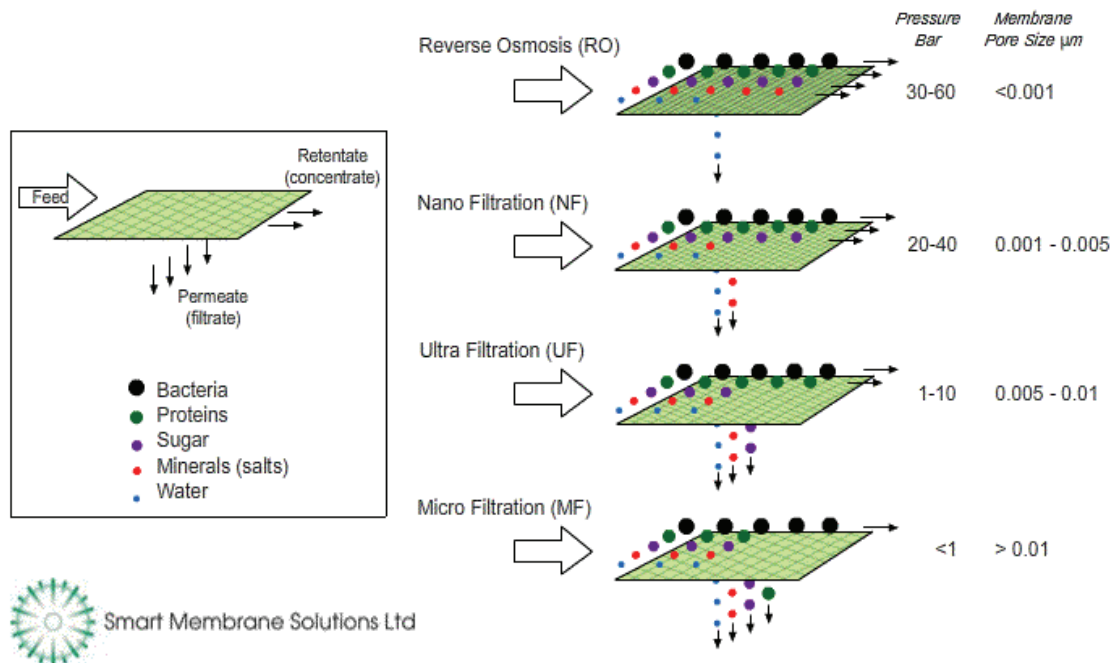 Pressure
Bar
Membrane
Pore Size µm
Reverse Osmosis (RO)
30-60
<0.001
Feed
Retentate
(concentrate)
Permeate
(filtrate)
Nano Filtration (NF)
20-40
0.001 - 0.005
Ultra Filtration (UF)
1-10
0.005 - 0.01
Bacteria
Proteins
Sugar
Minerals (salts)
Water
Micro Filtration (MF)
<1
> 0.01
Smart Membrane Solutions Ltd